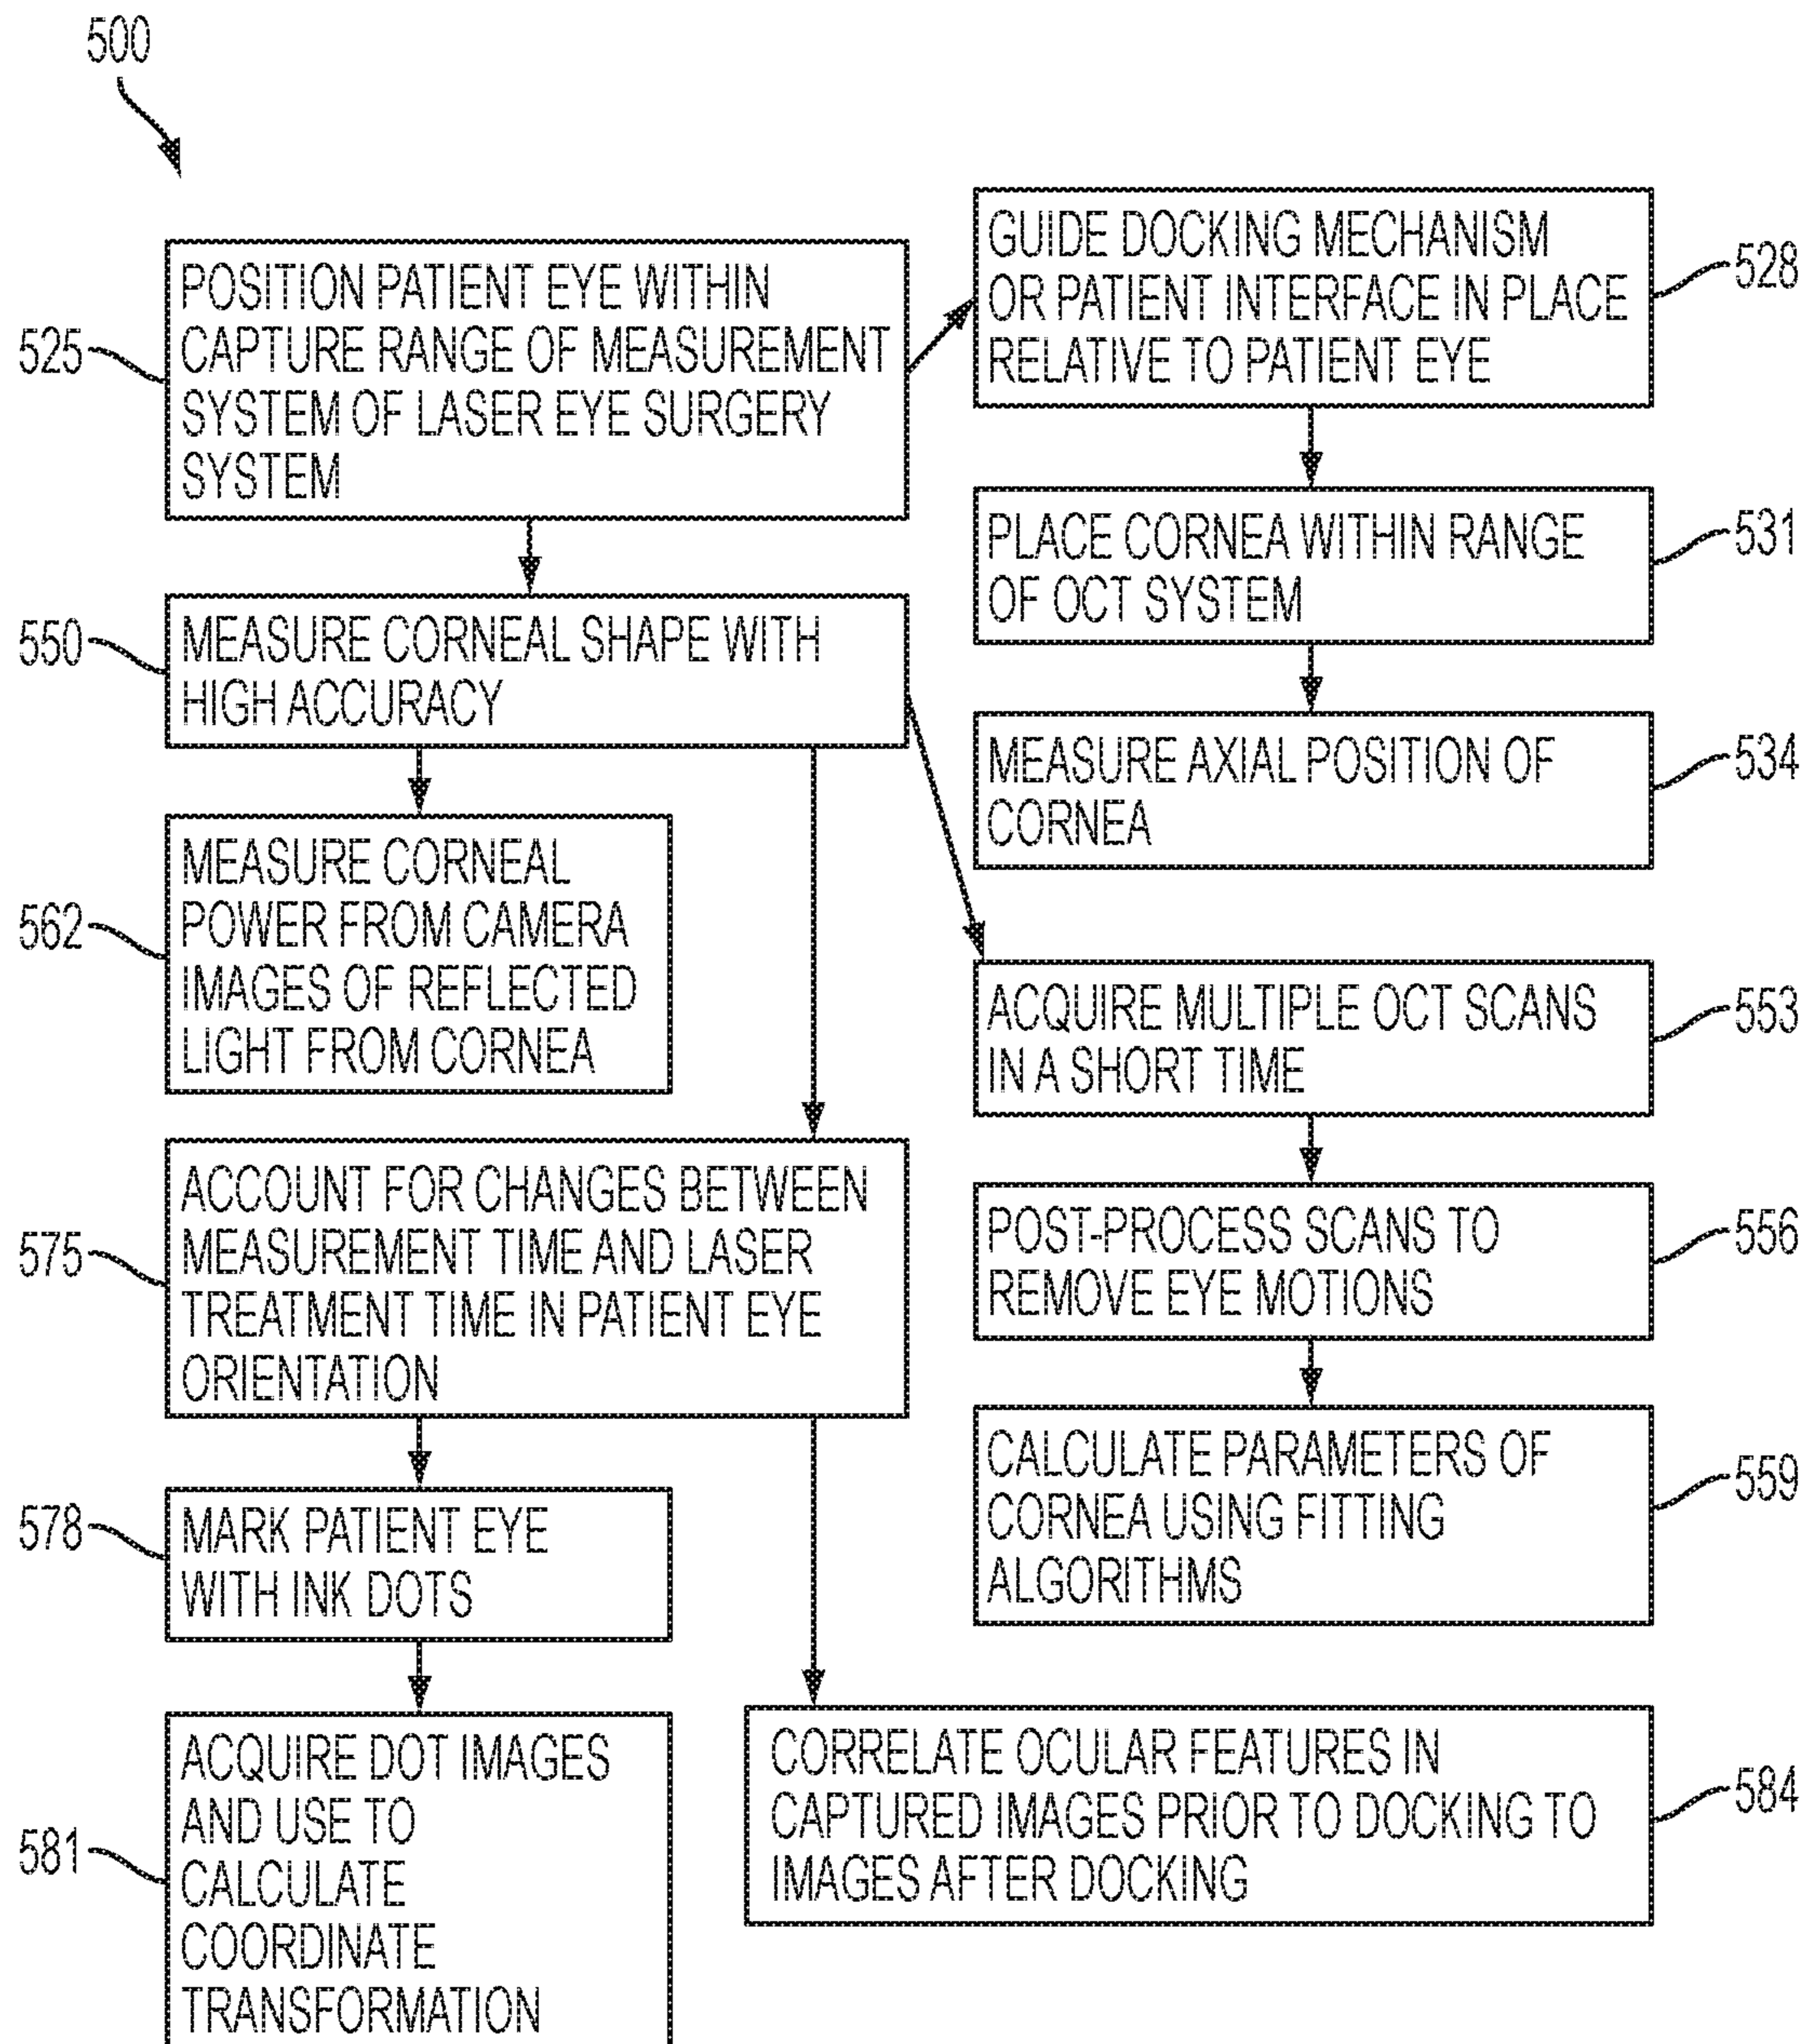 500
525
POSITION PATIENT EYE WITHIN
CAPTURE RANGE OF MEASUREMENT
SYSTEM OF LASER EYE SURGERY
SYSTEM
GUIDE DOCKING MECHANISM
OR PATIENT INTERFACE IN PLACE
RELATIVE TO PATIENT EYE
528
PLACE CORNEA WITHIN RANGE
OF OCT SYSTEM
531
MEASURE AXIAL POSITION OF
CORNEA
534
550
MEASURE CORNEAL SHAPE WITH
HIGH ACCURACY
562
MEASURE CORNEAL
POWER FROM CAMERA
IMAGES OF REFLECTED
LIGHT FROM CORNEA
ACQUIRE MULTIPLE OCT SCANS
IN A SHORT TIME
553
POST-PROCESS SCANS TO
REMOVE EYE MOTIONS
556
CALCULATE PARAMETERS OF
CORNEA USING FITTING
ALGORITHMS
559
575
ACCOUNT FOR CHANGES BETWEEN
MEASUREMENT TIME AND LASER
TREATMENT TIME IN PATIENT EYE
ORIENTATION
578
MARK PATIENT EYE
WITH INK DOTS
581
ACQUIRE DOT IMAGES
AND USE TO
CALCULATE
COORDINATE
TRANSFORMATION
CORRELATE OCULAR FEATURES IN
CAPTURED IMAGES PRIOR TO DOCKING TO
IMAGES AFTER DOCKING
584